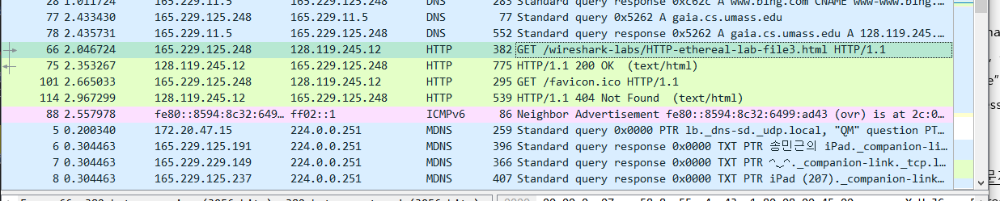 28 1.011724 165.229.11.5 165.229.125.248 DNS 283 Standard query response 0xc62c A www.bing.com CNAME www-www.bing.…
77 2.433430 165.229.125.248 165.229.11.5 DNS 77 Standard query 0x5262 A gaia.cs.umass.edu
78 2.435731 165.229.11.5 165.229.125.248 DNS 552 Standard query response 0x5262 A gaia.cs.umass.edu A 128.119.245.…
66 2.046724 165.229.125.248 128.119.245.12 HTTP 382 GET /wireshark-labs/HTTP-ethereal-lab-file3.html HTTP/1.1
75 2.353267 128.119.245.12 165.229.125.248 HTTP 775 HTTP/1.1 200 OK (text/html)
101 2.665033 165.229.125.248 128.119.245.12 HTTP 295 GET /favicon.ico HTTP/1.1
114 2.967299 128.119.245.12 165.229.125.248 HTTP 539 HTTP/1.1 404 Not Found (text/html)
88 2.557978 fe80::8594:8c32:649… ff02::1 ICMPv6 86 Neighbor Advertisement fe80::8594:8c32:6499:ad43 (ovr) is at 2c:0…
5 0.200340 172.20.47.15 224.0.0.251 MDNS 259 Standard query 0x0000 PTR lb._dns-sd._udp.local, "QM" question PT…
6 0.304463 165.229.125.191 224.0.0.251 MDNS 396 Standard query response 0x0000 TXT PTR 송민근의 iPad._companion-li…
7 0.304463 165.229.229.149 224.0.0.251 MDNS 366 Standard query response 0x0000 TXT PTR ^_^._companion-link._tcp.l…
8 0.304463 165.229.125.237 224.0.0.251 MDNS 407 Standard query response 0x0000 TXT PTR iPad (207)._companion-link…